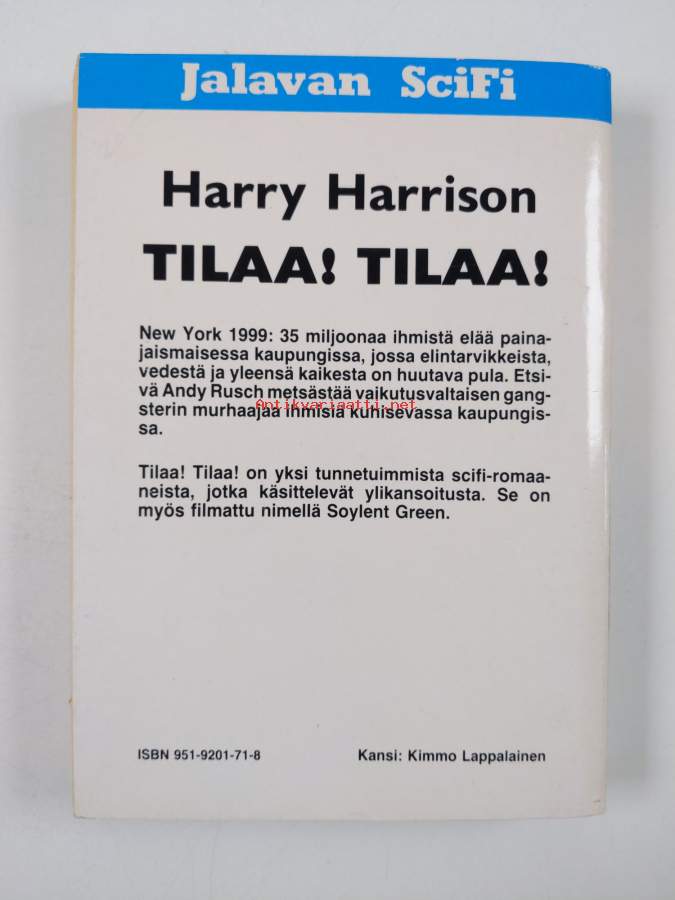 Jalavan SciFi
Harry Harrison
TILAA! TILAA!
New York 1999: 35 miljoonaa ihmistä elää paina-
jaismaisessa kaupungissa, jossa elintarvikkeista,
vedestä ja yleensä kaikesta on huutava pula. Etsi-
vä Andy Rusch metsästää vaikutusvaltaisen gang-
Antikvariaatti.net
sterin murhaajaa ihmisiä kuhisevassa kaupungis-
sa.
Tilaa! Tilaa! on yksi tunnetuimmista scifi-romaa-
neista, jotka käsittelevät ylikansoitusta. Se on
myös filmattu nimellä Soylent Green.
ISBN 951-9201-71-8
Kansi: Kimmo Lappalainen